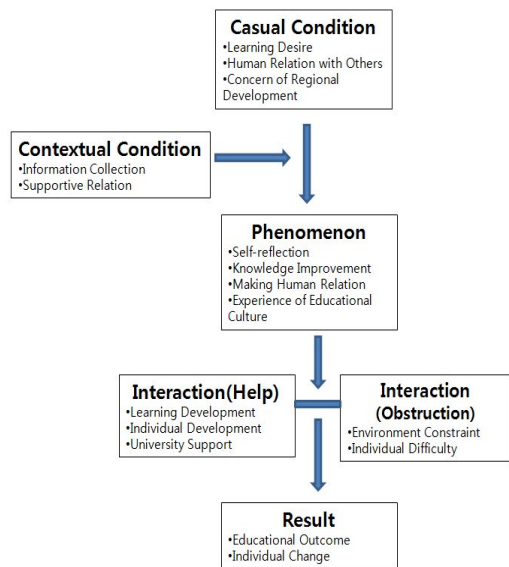 Casual Condition
•Learning Desire
•Human Relation with Others
•Concern of Regional
Development
Contextual Condition
•Information Collection
•Supportive Relation
Phenomenon
•Self-reflection
•Knowledge Improvement
•Making Human Relation
•Experience of Educational
Culture
Interaction(Help)
•Learning Development
•Individual Development
•University Support
Interaction
(Obstruction)
•Environment Constraint
•Individual Difficulty
Result
•Educational Outcome
•Individual Change